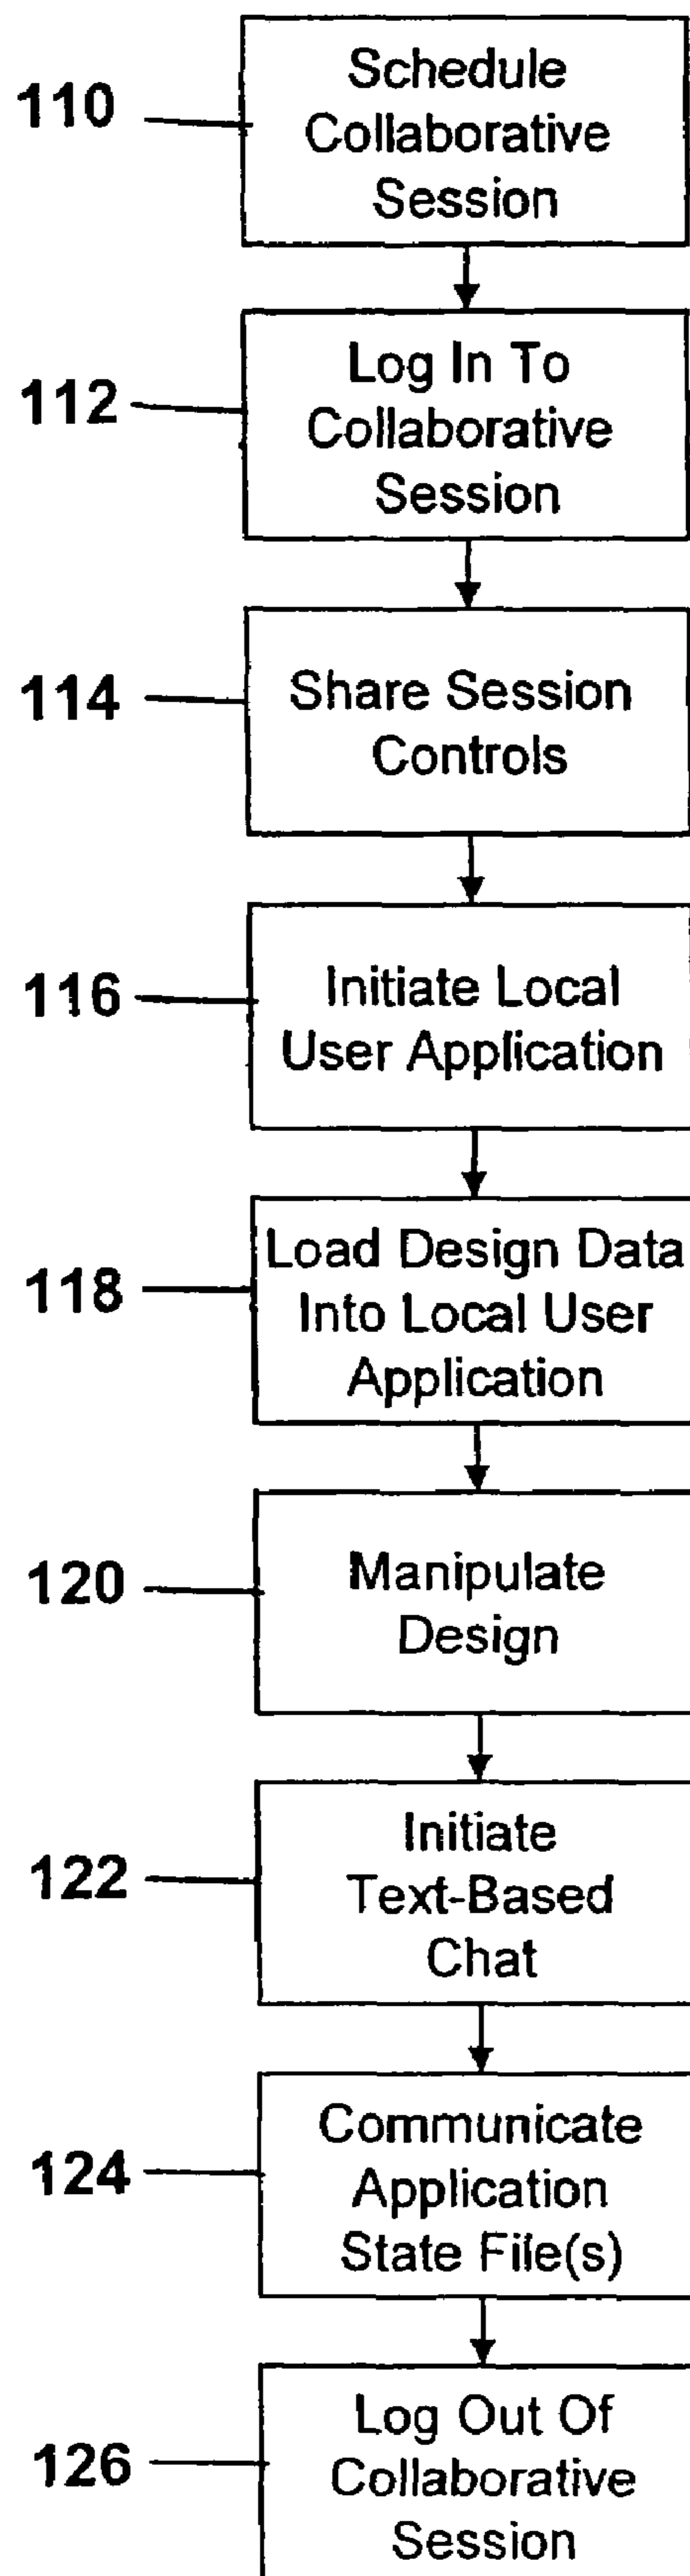 110
Schedule
Collaborative
Session
112
Log In To
Collaborative
Session
114
Share Session
Controls
116
Initiate Local
User Application
118
Load Design Data
Into Local User
Application
120
Manipulate
Design
122
Initiate
Text-Based
Chat
124
Communicate
Application
State File(s)
126
Log Out Of
Collaborative
Session